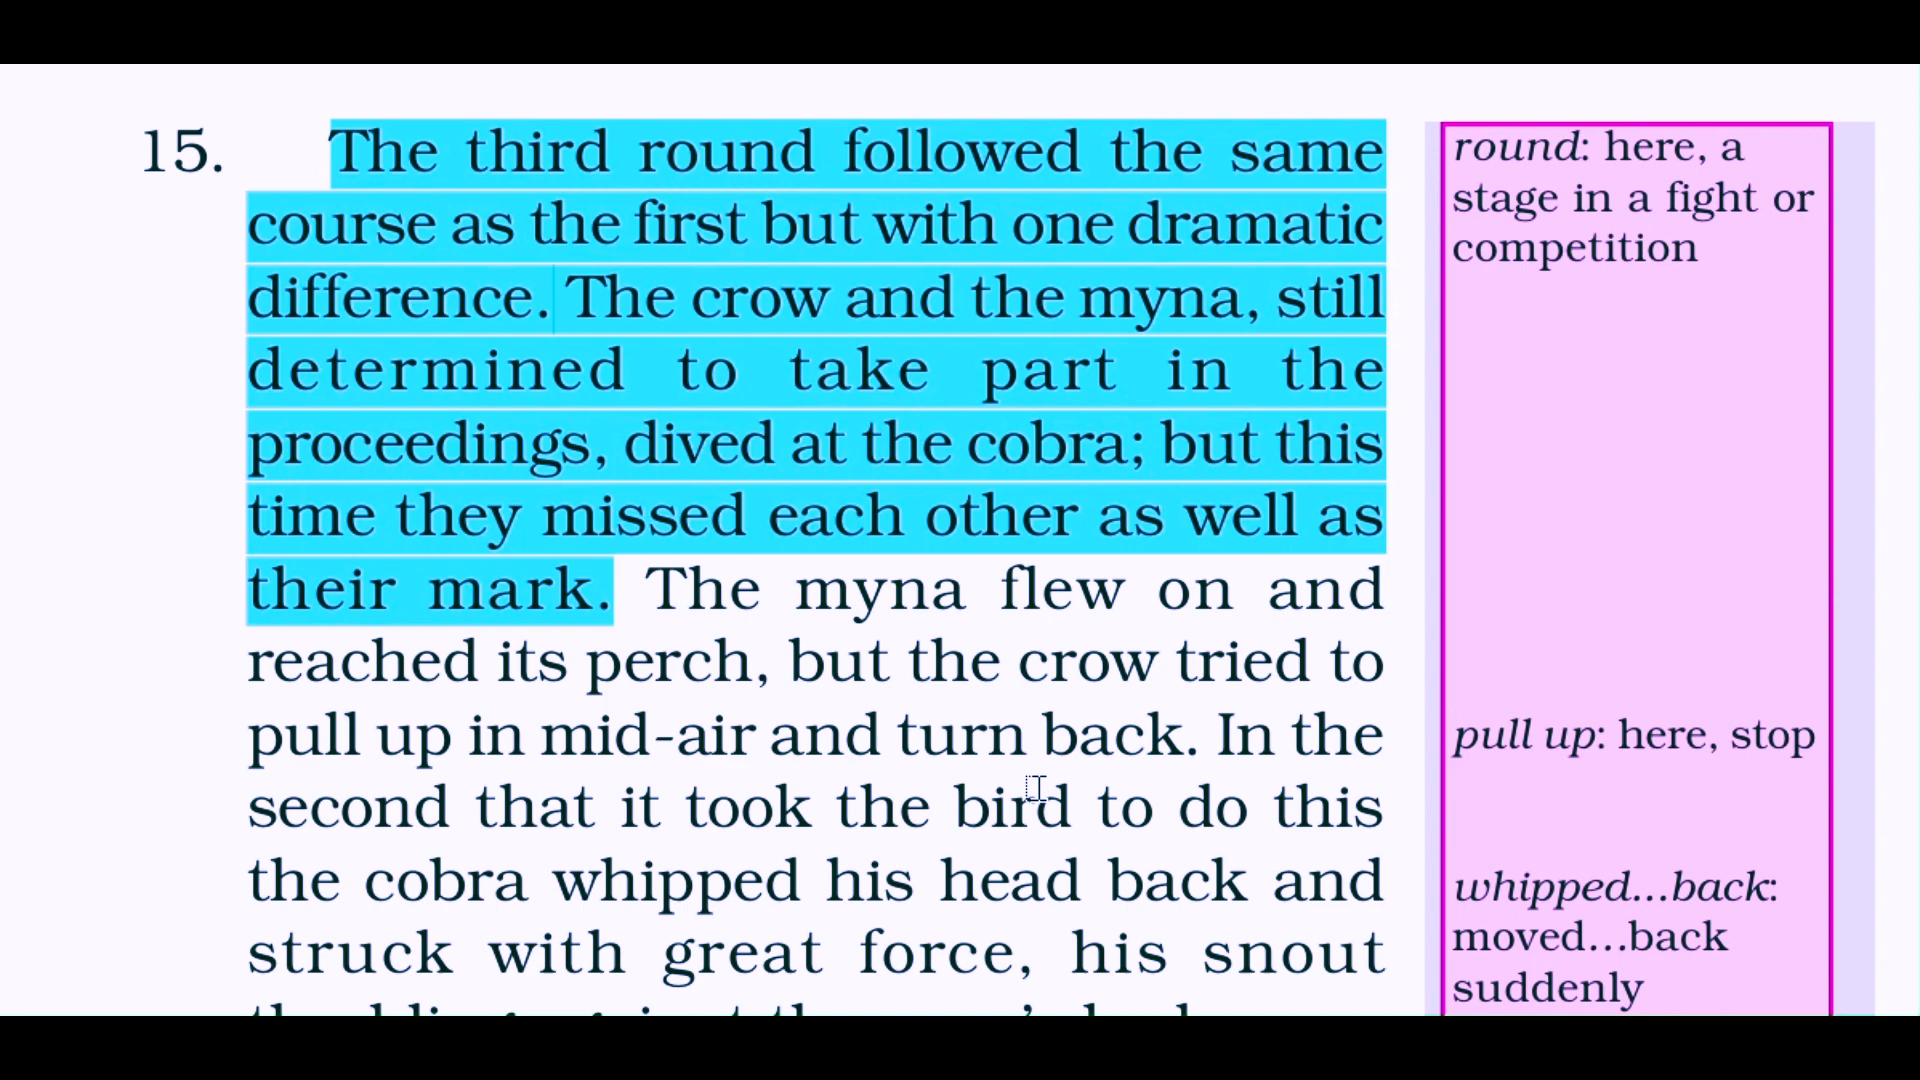 15. The third round followed the same
course as the first but with one dramatic
difference. The crow and the myna, still
determined to take part in the
proceedings, dived at the cobra; but this
time they missed each other as well as
their mark. The myna flew on and
reached its perch, but the crow tried to
pull up in mid-air and turn back. In the
second that it took the bird to do this
the cobra whipped his head back and
struck with great force, his snout
round: here, a
stage in a fight or
competition
pull up: here, stop
whipped...back:
moved...back
suddenly